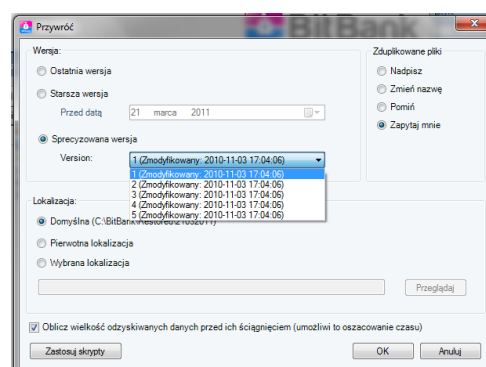 BitBank
Przywróć
Wersja:
Ostatnia wersja
Starsza wersja
Przed datą 21 marca 2011
Sprecyzowana wersja
Version: 1 (Zmodyfikowany: 2010-11-03 17:04:06)
1 (Zmodyfikowany: 2010-11-03 17:04:06)
2 (Zmodyfikowany: 2010-11-03 17:04:06)
3 (Zmodyfikowany: 2010-11-03 17:04:06)
4 (Zmodyfikowany: 2010-11-03 17:04:06)
5 (Zmodyfikowany: 2010-11-03 17:04:06)
Zduplikowane pliki
Nadpisz
Zmień nazwę
Pomiń
Zapytaj mnie
Lokalizacja:
Domyślna (C:\BitBank\Restored\21032011)
Pierwotna lokalizacja
Wybrana lokalizacja
Przeglądaj
Oblicz wielkość odzyskiwanych danych przed ich ściągnięciem (umożliwi to oszacowanie czasu)
Zastosuj skrypty
OK
Anuluj